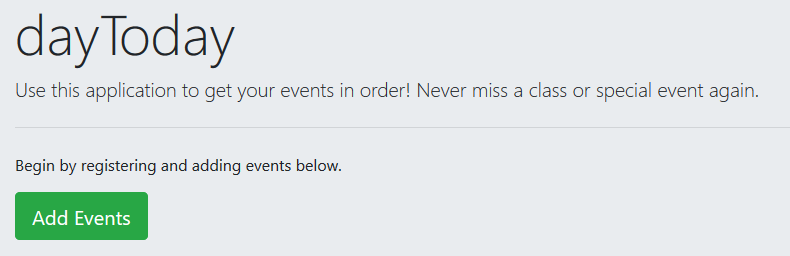 dayToday
Use this application to get your events in order! Never miss a class or special event again.
Begin by registering and adding events below.
Add Events